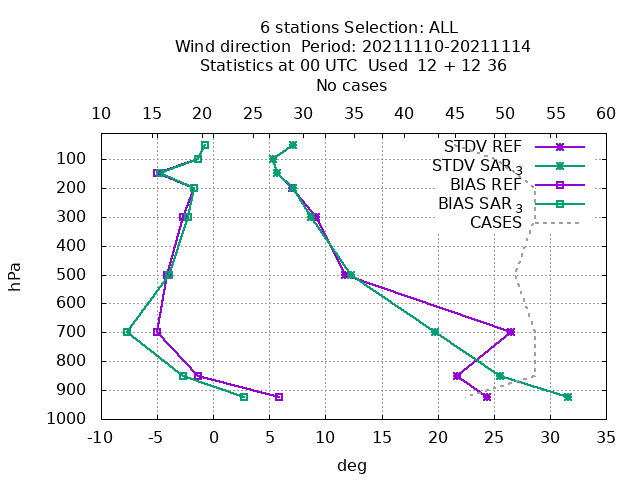 6 stations Selection: ALL
Wind direction  Period: 20211110-20211114
Statistics at 00 UTC  Used  12 + 12 36
No cases
10 15 20 25 30 35 40 45 50 55 60
STDV REF
STDV SAR_3
BIAS REF
BIAS SAR_3
CASES
hPa
100
200
300
400
500
600
700
800
900
1000
-10 -5 0 5 10 15 20 25 30 35
deg